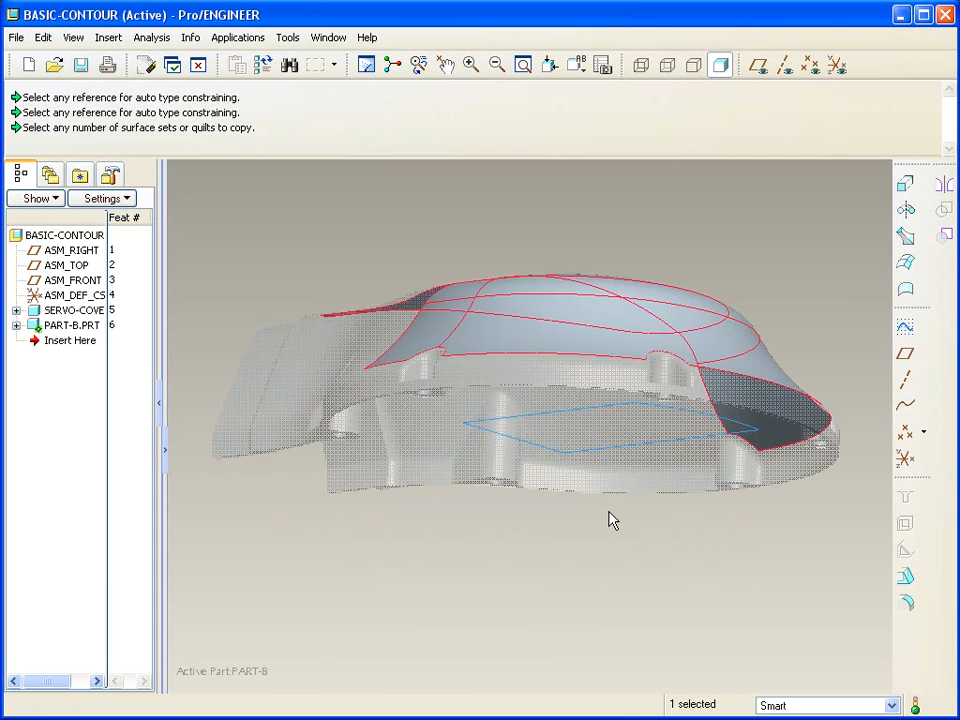 BASIC-CONTOUR (Active) - Pro/ENGINEER
File Edit View Insert Analysis Info Applications Tools Window Help
Select any reference for auto type constraining.
Select any reference for auto type constraining.
Select any number of surface sets or quilts to copy.
Show Settings
Feat #
BASIC-CONTOUR
ASM_RIGHT 1
ASM_TOP 2
ASM_FRONT 3
ASM_DEF_CS 4
SERVO-COVE 5
PART-B.PRT 6
Insert Here
Active Part:PART-B
1 selected Smart